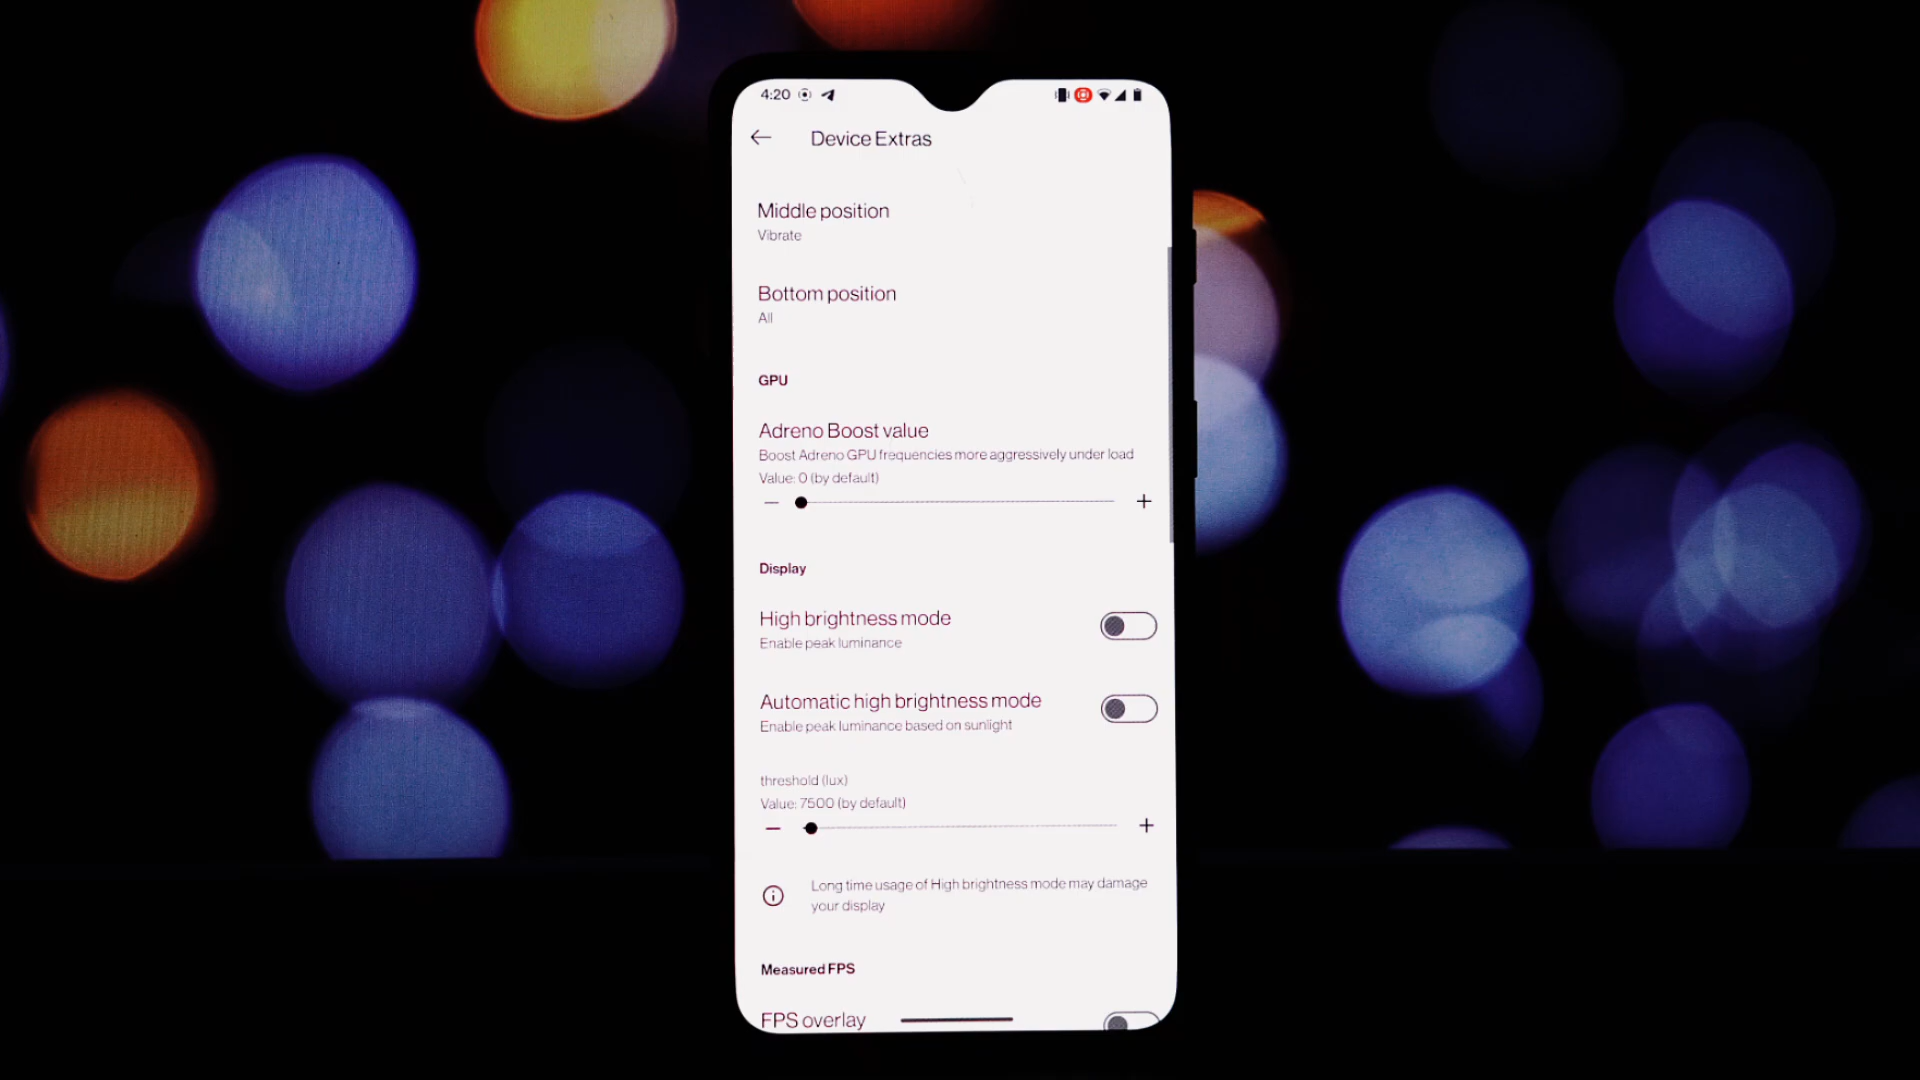 4:20
Device Extras
Middle position
Vibrate
Bottom position
All
GPU
Adreno Boost value
Boost Adreno GPU frequencies more aggressively under load
Value: 0 (by default)
Display
High brightness mode
Enable peak luminance
Automatic high brightness mode
Enable peak luminance based on sunlight
threshold (lux)
Value: 7500 (by default)
Long time usage of High brightness mode may damage
your display
Measured FPS
FPS overlay